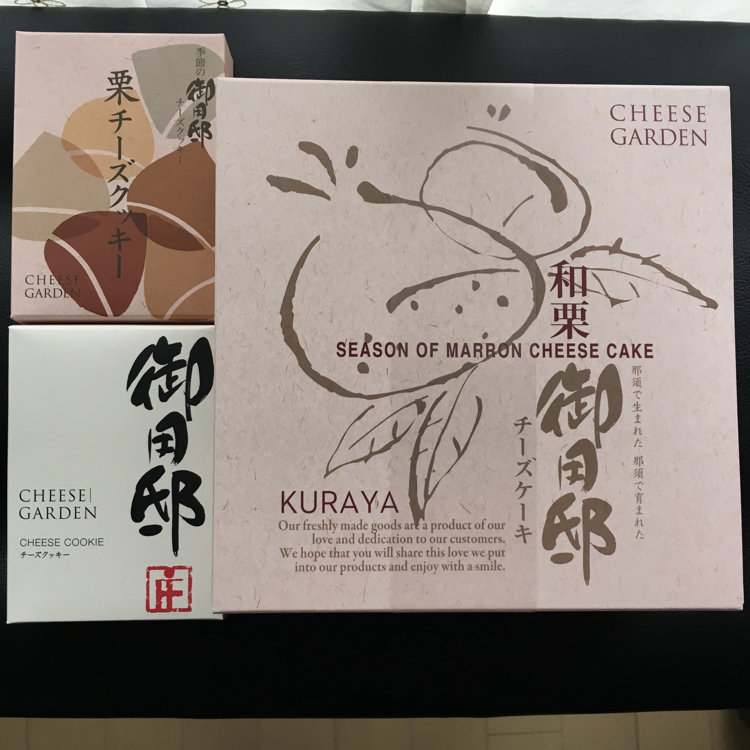 季節の
御用邸
チーズクッキー
栗チーズクッキー
CHEESE
GARDEN
御用邸
CHEESE
GARDEN
CHEESE COOKIE
チーズクッキー
CHEESE
GARDEN
和栗
SEASON OF MARRON CHEESE CAKE
那須で生まれた 那須で育まれた
御用邸
チーズケーキ
KURAYA
Our freshly made goods are a product of our
love and dedication to our customers.
We hope that you will share this love we put
into our products and enjoy with a smile.